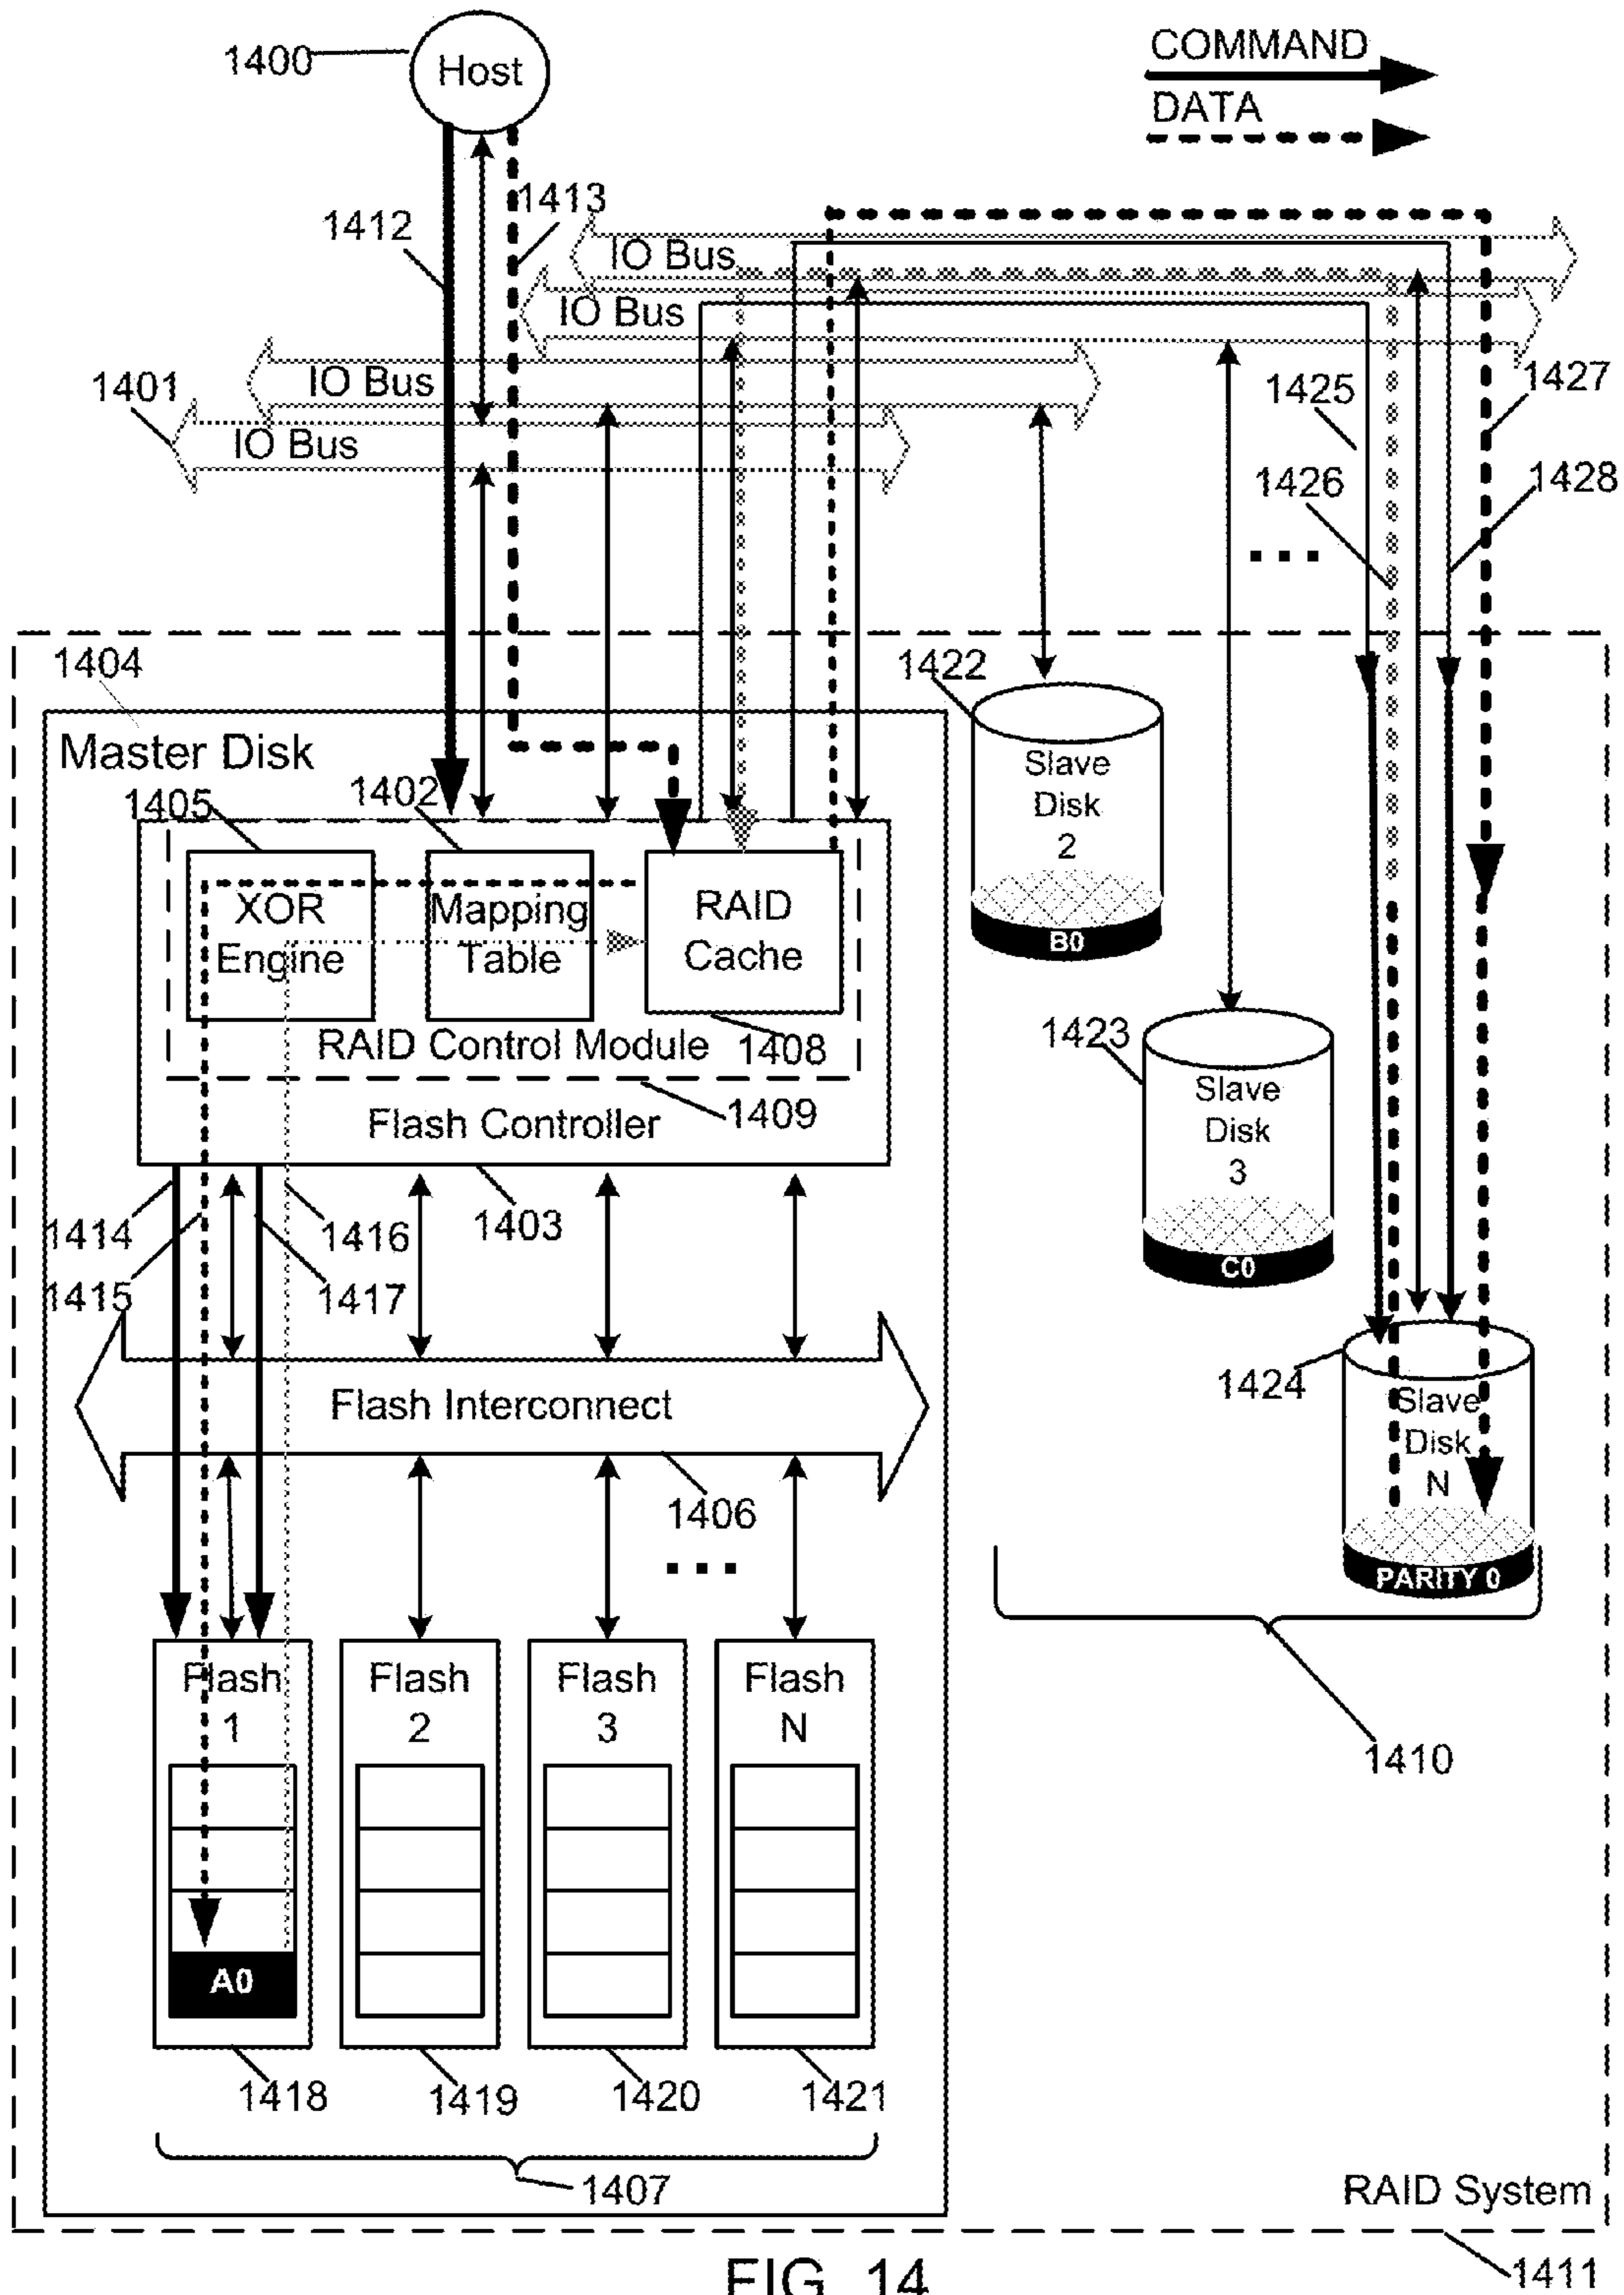 1400
Host
COMMAND
DATA
1412
1413
IO Bus
IO Bus
IO Bus
IO Bus
1401
1425
1426
1427
1428
...
1404
Master Disk
1405
1402
1422
Slave
Disk
2
B0
XOR
Engine
Mapping
Table
RAID
Cache
RAID Control Module
1408
1409
Flash Controller
1423
Slave
Disk
3
C0
1414
1415
1416
1417
1403
Flash Interconnect
1406
...
1424
Slave
Disk
N
PARITY 0
1410
Flash
1
Flash
2
Flash
3
Flash
N
A0
1418
1419
1420
1421
1407
RAID System
1411
FIG. 14